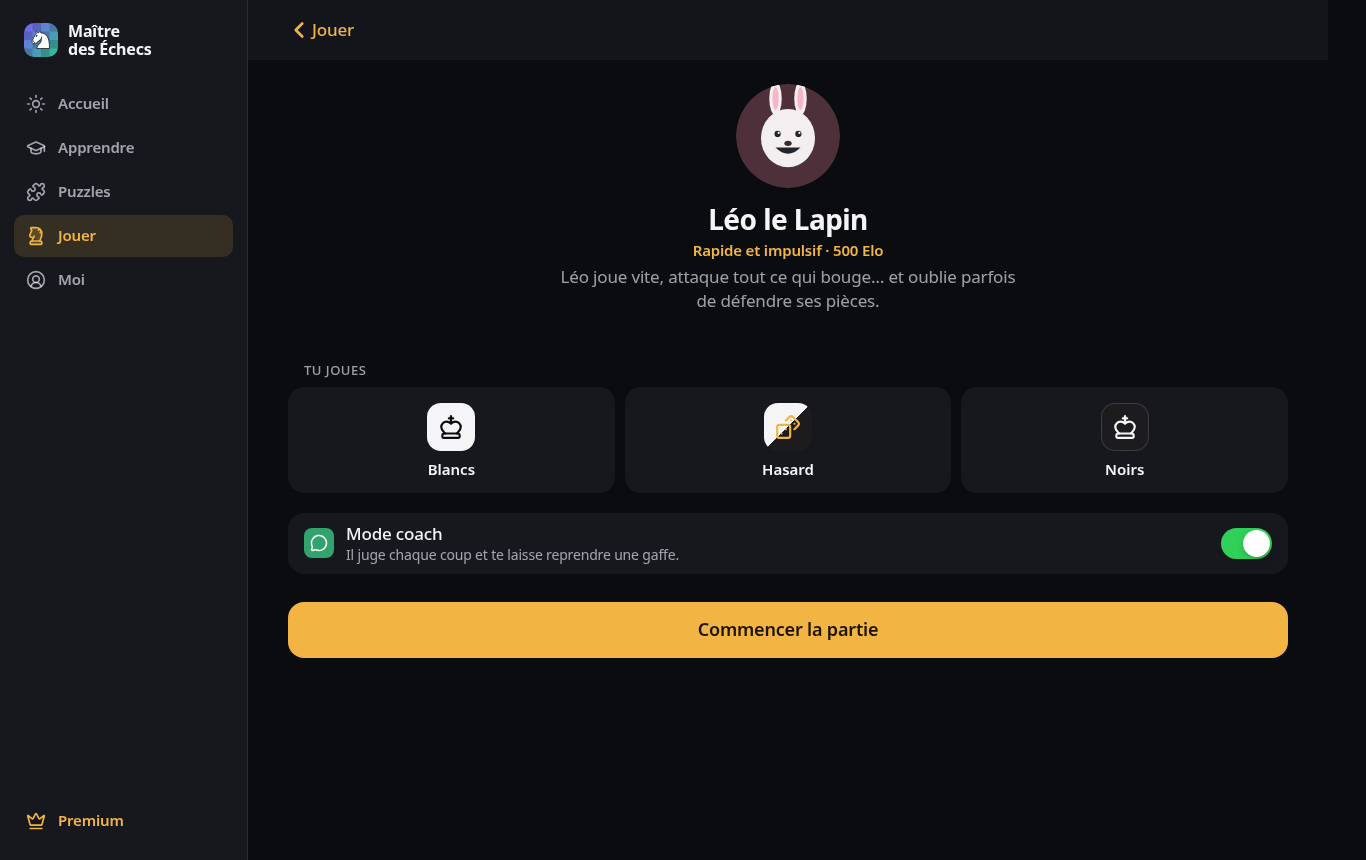 Maître
des Échecs
Accueil
Apprendre
Puzzles
Jouer
Moi
Premium
Jouer
Léo le Lapin
Rapide et impulsif · 500 Elo
Léo joue vite, attaque tout ce qui bouge… et oublie parfois
de défendre ses pièces.
TU JOUES
Blancs
Hasard
Noirs
Mode coach
Il juge chaque coup et te laisse reprendre une gaffe.
Commencer la partie